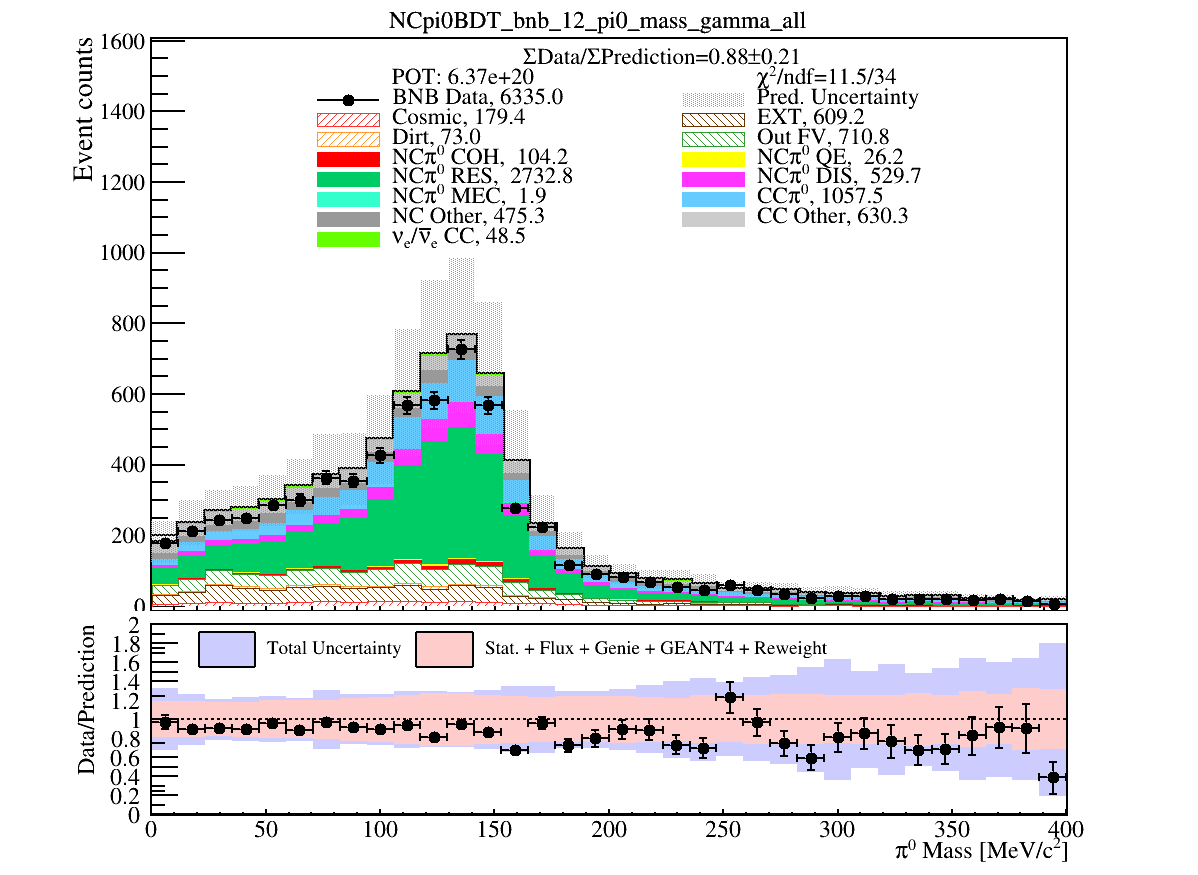 NCpi0BDT_bnb_12_pi0_mass_gamma_all
ΣData/ΣPrediction=0.88±0.21
POT: 6.37e+20 χ²/ndf=11.5/34
BNB Data, 6335.0 Pred. Uncertainty
Cosmic, 179.4 EXT, 609.2
Dirt, 73.0 Out FV, 710.8
NCπ⁰ COH, 104.2 NCπ⁰ QE, 26.2
NCπ⁰ RES, 2732.8 NCπ⁰ DIS, 529.7
NCπ⁰ MEC, 1.9 CCπ⁰, 1057.5
NC Other, 475.3 CC Other, 630.3
νₑ/ν̅ₑ CC, 48.5
Event counts
1600
1400
1200
1000
800
600
400
200
0
Total Uncertainty Stat. + Flux + Genie + GEANT4 + Reweight
Data/Prediction
2
1.8
1.6
1.4
1.2
1
0.8
0.6
0.4
0.2
0
0 50 100 150 200 250 300 350 400
π⁰ Mass [MeV/c²]